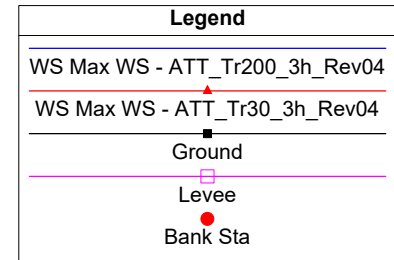 Legend
WS Max WS - ATT_Tr200_3h_Rev04
WS Max WS - ATT_Tr30_3h_Rev04
Ground
Levee
Bank Sta